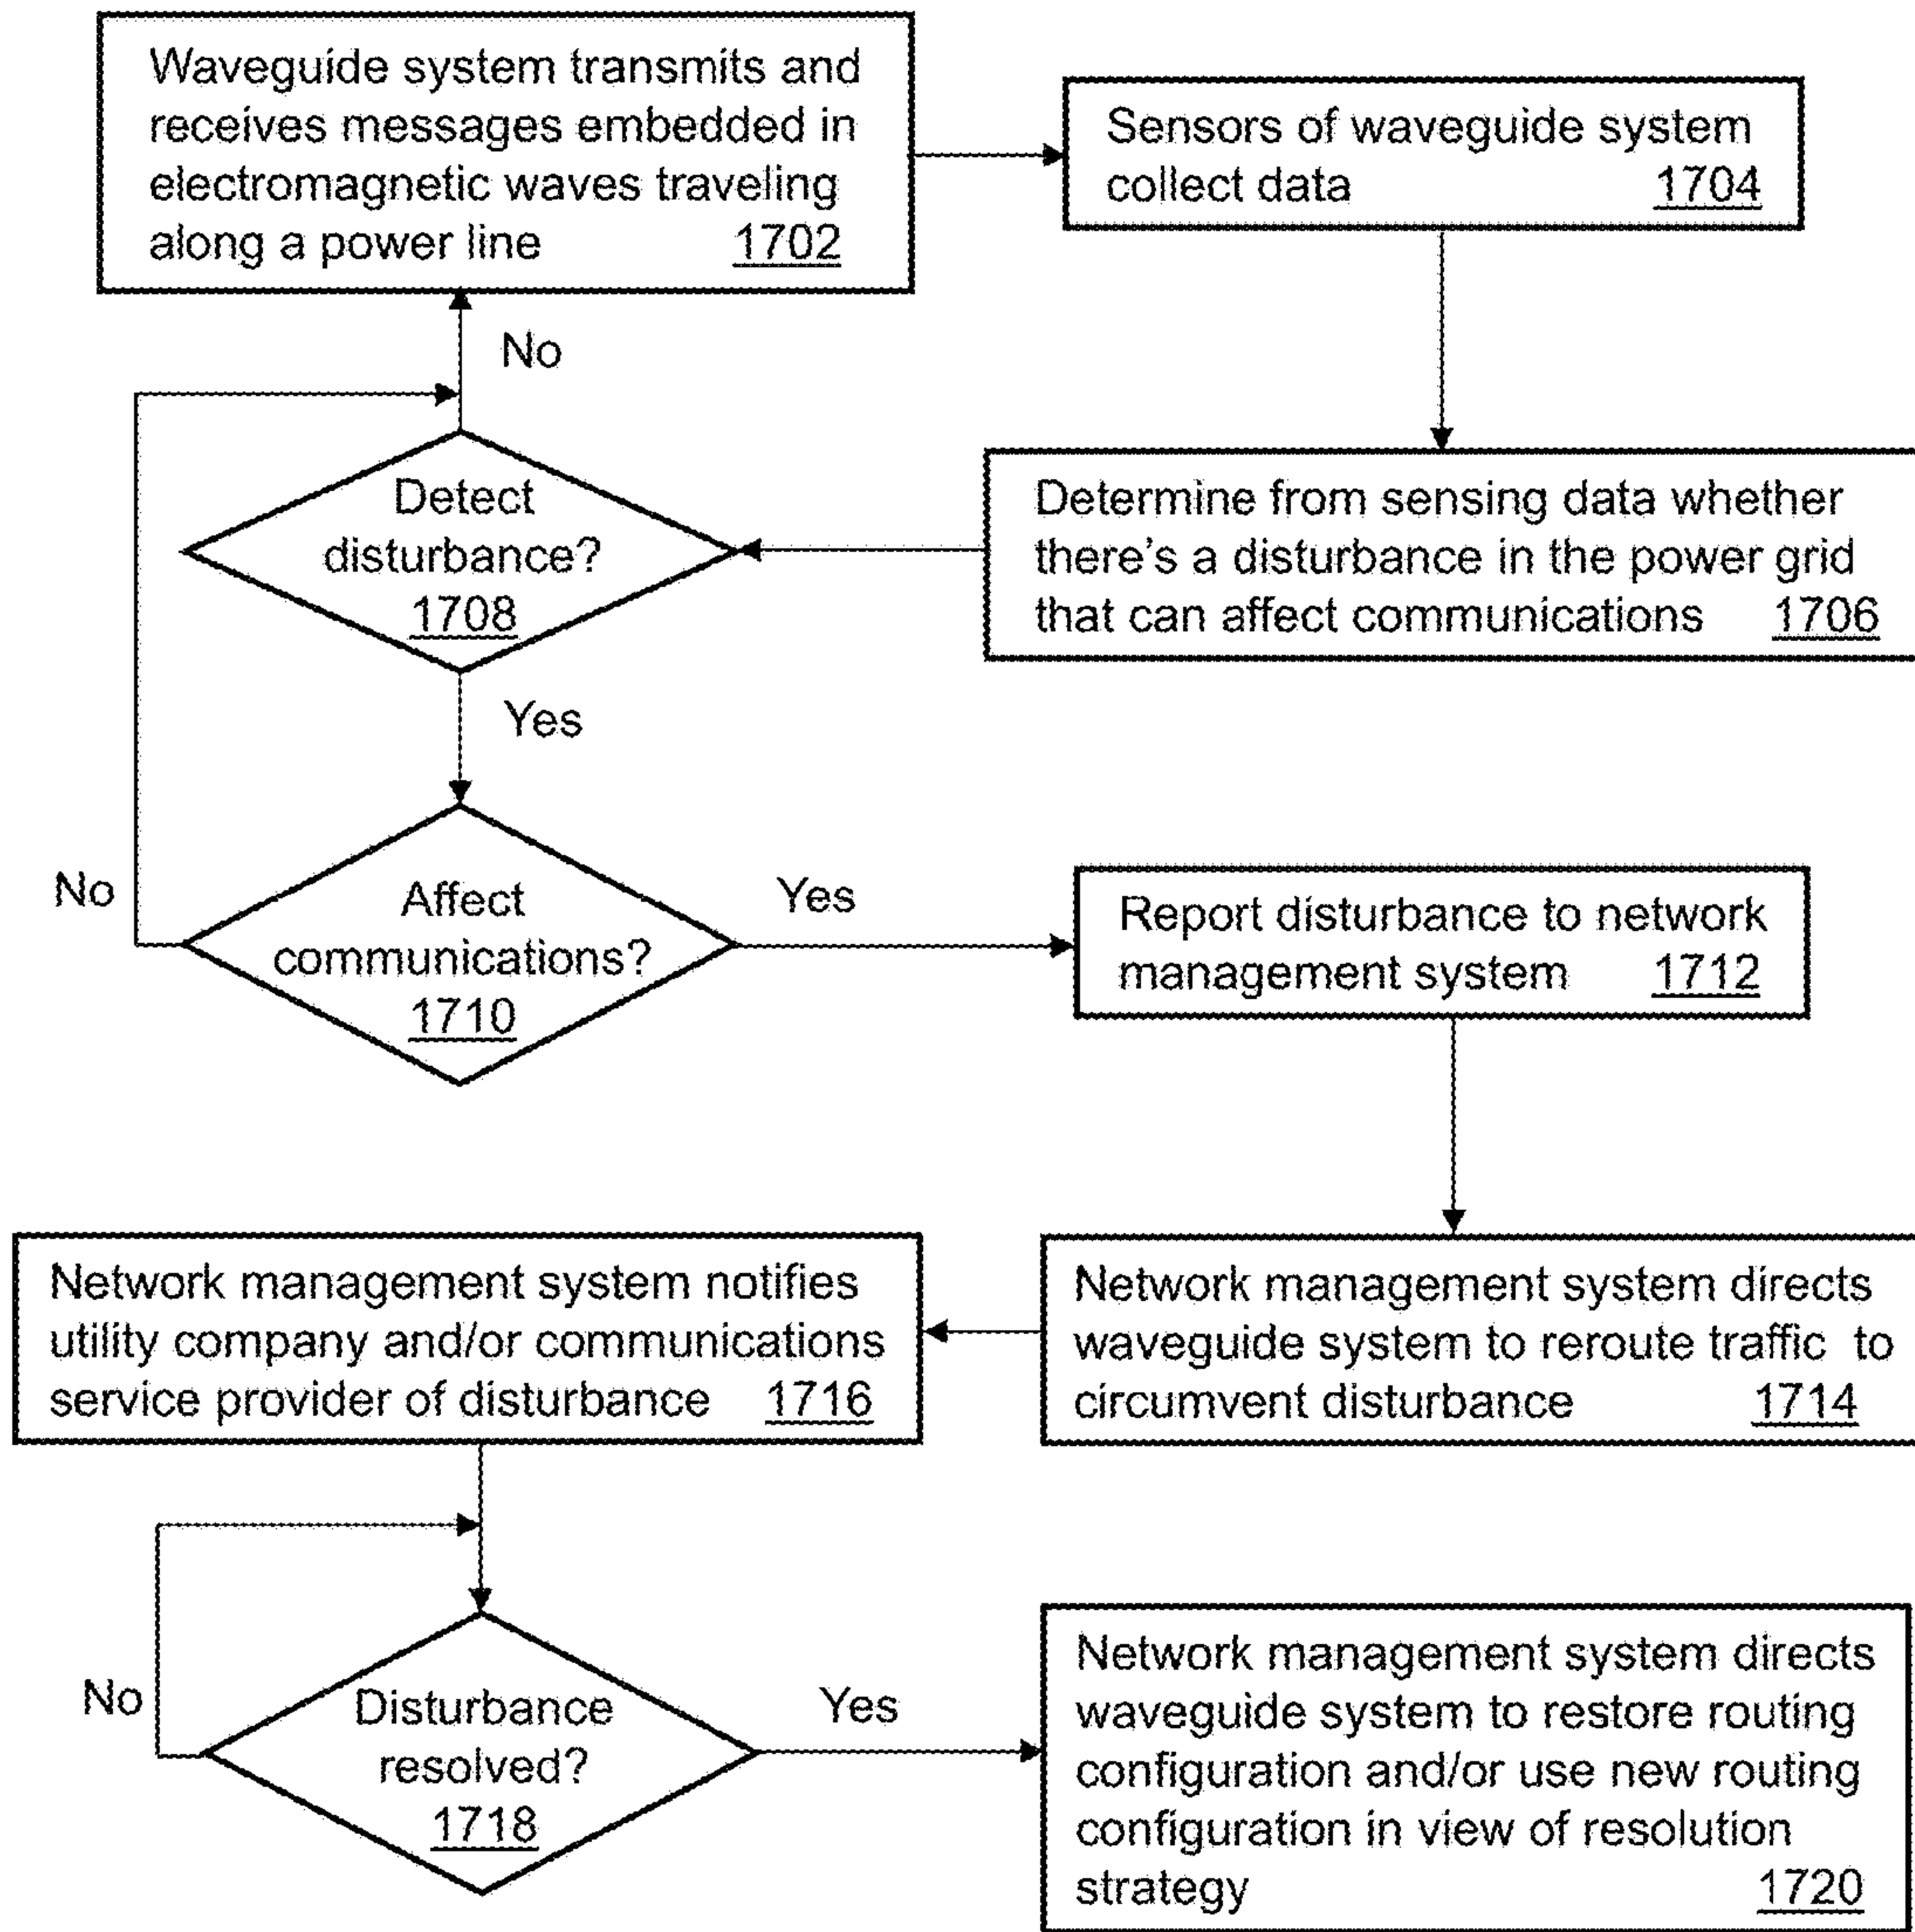 Waveguide system transmits and
receives messages embedded in
electromagnetic waves traveling
along a power line 1702
Sensors of waveguide system
collect data 1704
No
Detect
disturbance?
1708
Determine from sensing data whether
there's a disturbance in the power grid
that can affect communications 1706
Yes
No
Affect
communications?
1710
Yes
Report disturbance to network
management system 1712
Network management system directs
waveguide system to reroute traffic to
circumvent disturbance 1714
Network management system notifies
utility company and/or communications
service provider of disturbance 1716
No
Disturbance
resolved?
1718
Yes
Network management system directs
waveguide system to restore routing
configuration and/or use new routing
configuration in view of resolution
strategy 1720